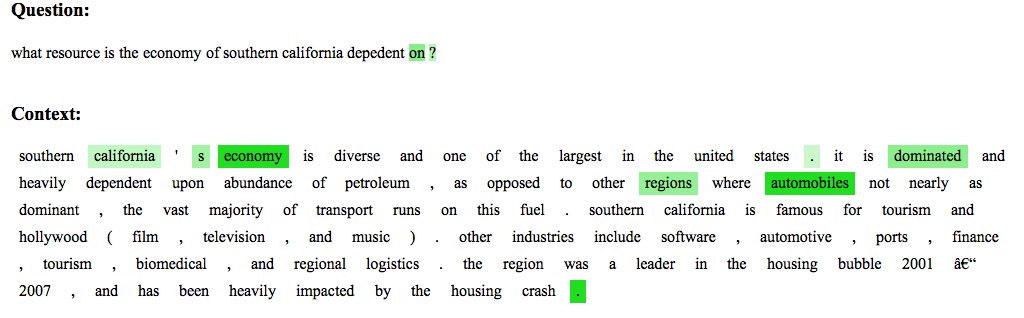 Question:
what resource is the economy of southern california depedent on ?
Context:
southern california ' s economy is diverse and one of the largest in the united states . it is dominated and
heavily dependent upon abundance of petroleum , as opposed to other regions where automobiles not nearly as
dominant , the vast majority of transport runs on this fuel . southern california is famous for tourism and
hollywood ( film , television , and music ) . other industries include software , automotive , ports , finance
, tourism , biomedical , and regional logistics . the region was a leader in the housing bubble 2001 â€“
2007 , and has been heavily impacted by the housing crash .